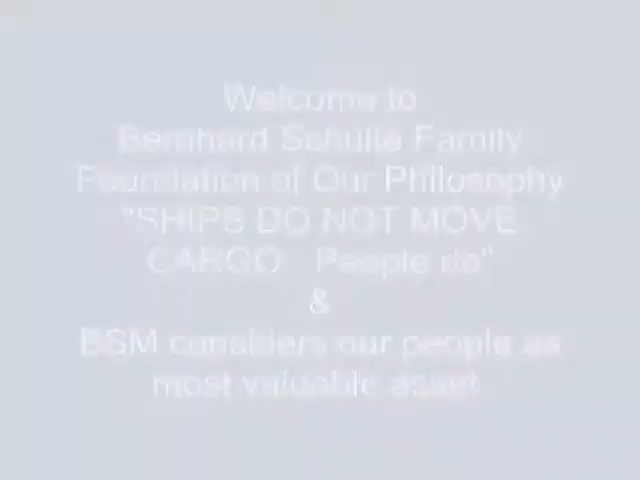 Welcome to
Bernhard Schulte Family
Foundation of Our Philosophy
"SHIPS DO NOT MOVE
CARGO People do"
&
BSM considers our people as
most valuable asset